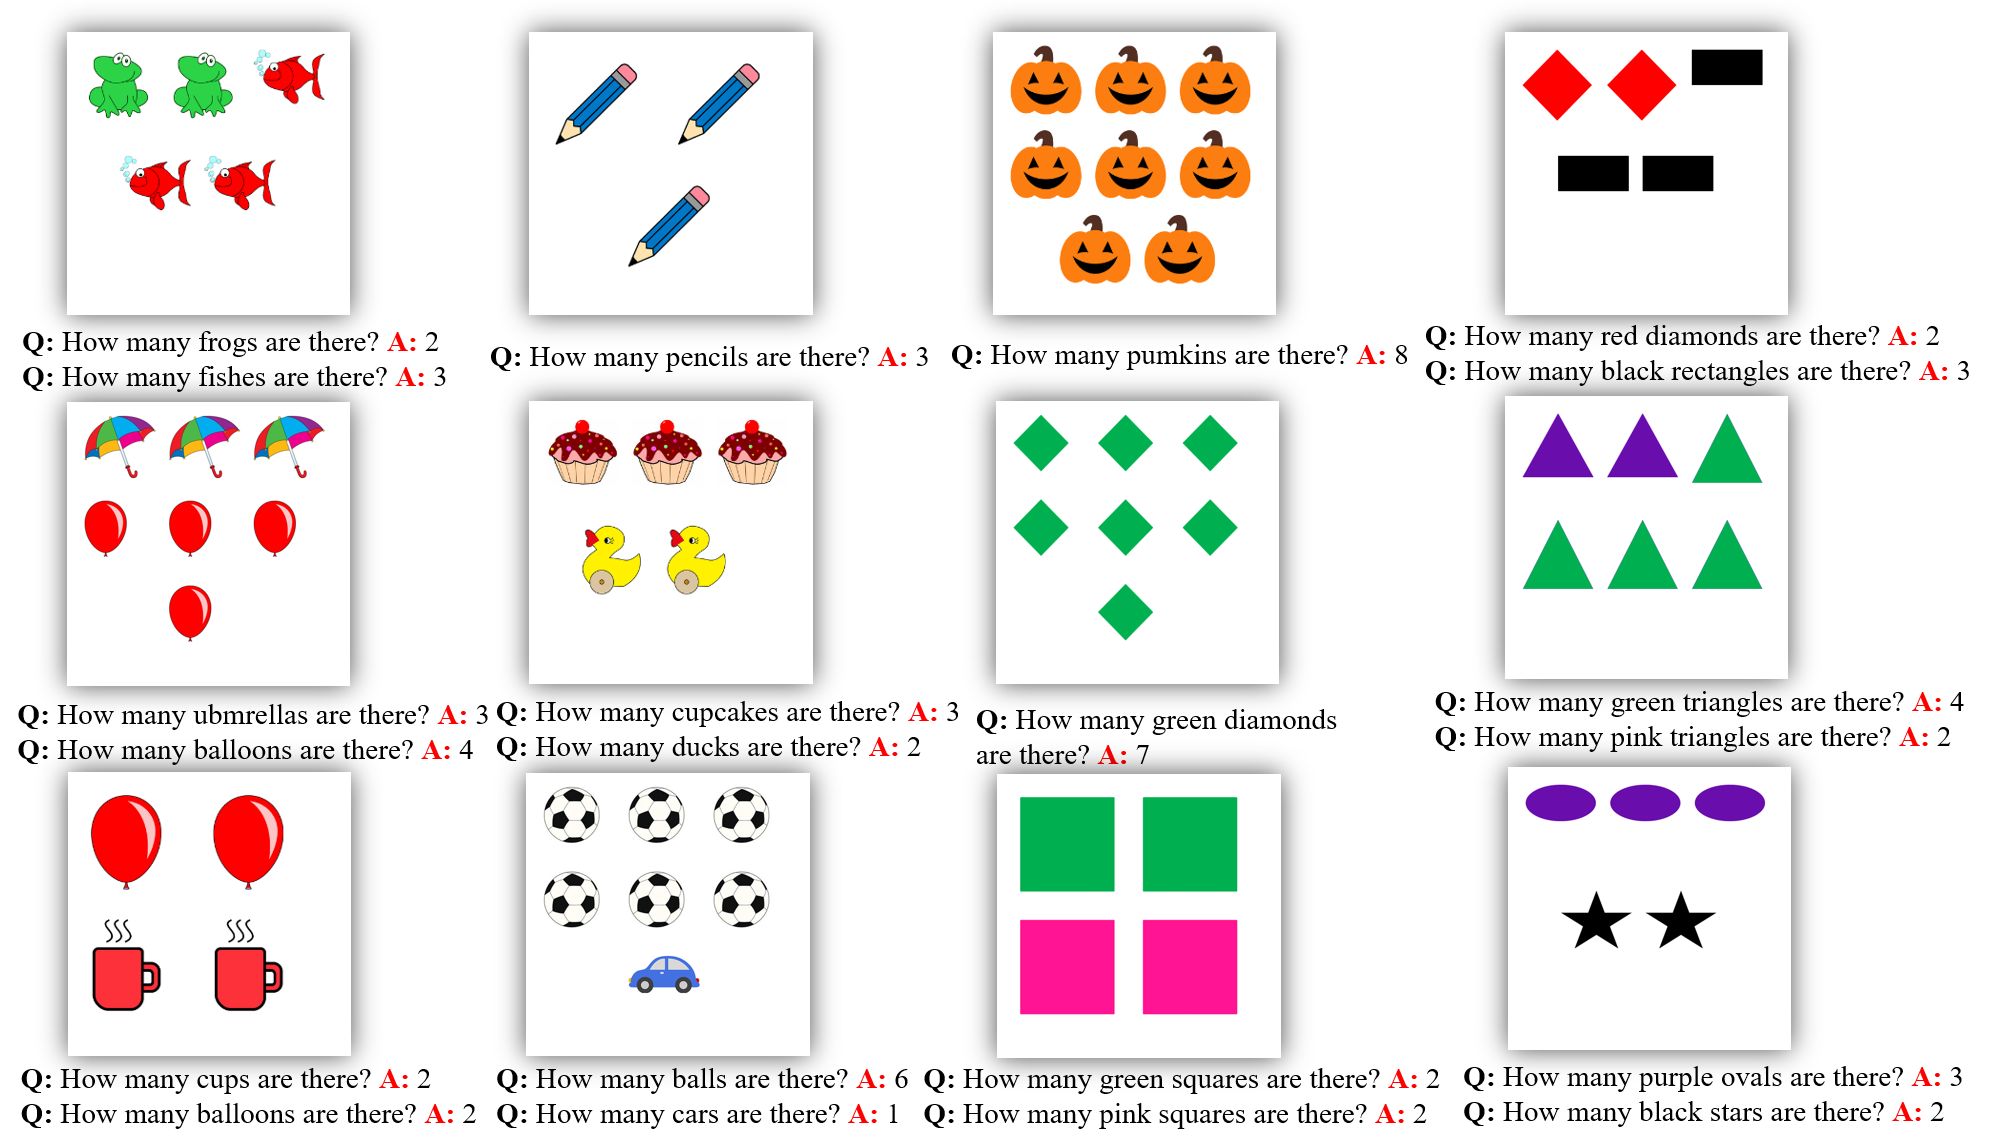 Q: How many frogs are there? A: 2
Q: How many fishes are there? A: 3
Q: How many pencils are there? A: 3
Q: How many pumkins are there? A: 8
Q: How many red diamonds are there? A: 2
Q: How many black rectangles are there? A: 3
Q: How many ubmrellas are there? A: 3
Q: How many balloons are there? A: 4
Q: How many cupcakes are there? A: 3
Q: How many ducks are there? A: 2
Q: How many green diamonds
are there? A: 7
Q: How many green triangles are there? A: 4
Q: How many pink triangles are there? A: 2
Q: How many cups are there? A: 2
Q: How many balloons are there? A: 2
Q: How many balls are there? A: 6
Q: How many cars are there? A: 1
Q: How many green squares are there? A: 2
Q: How many pink squares are there? A: 2
Q: How many purple ovals are there? A: 3
Q: How many black stars are there? A: 2